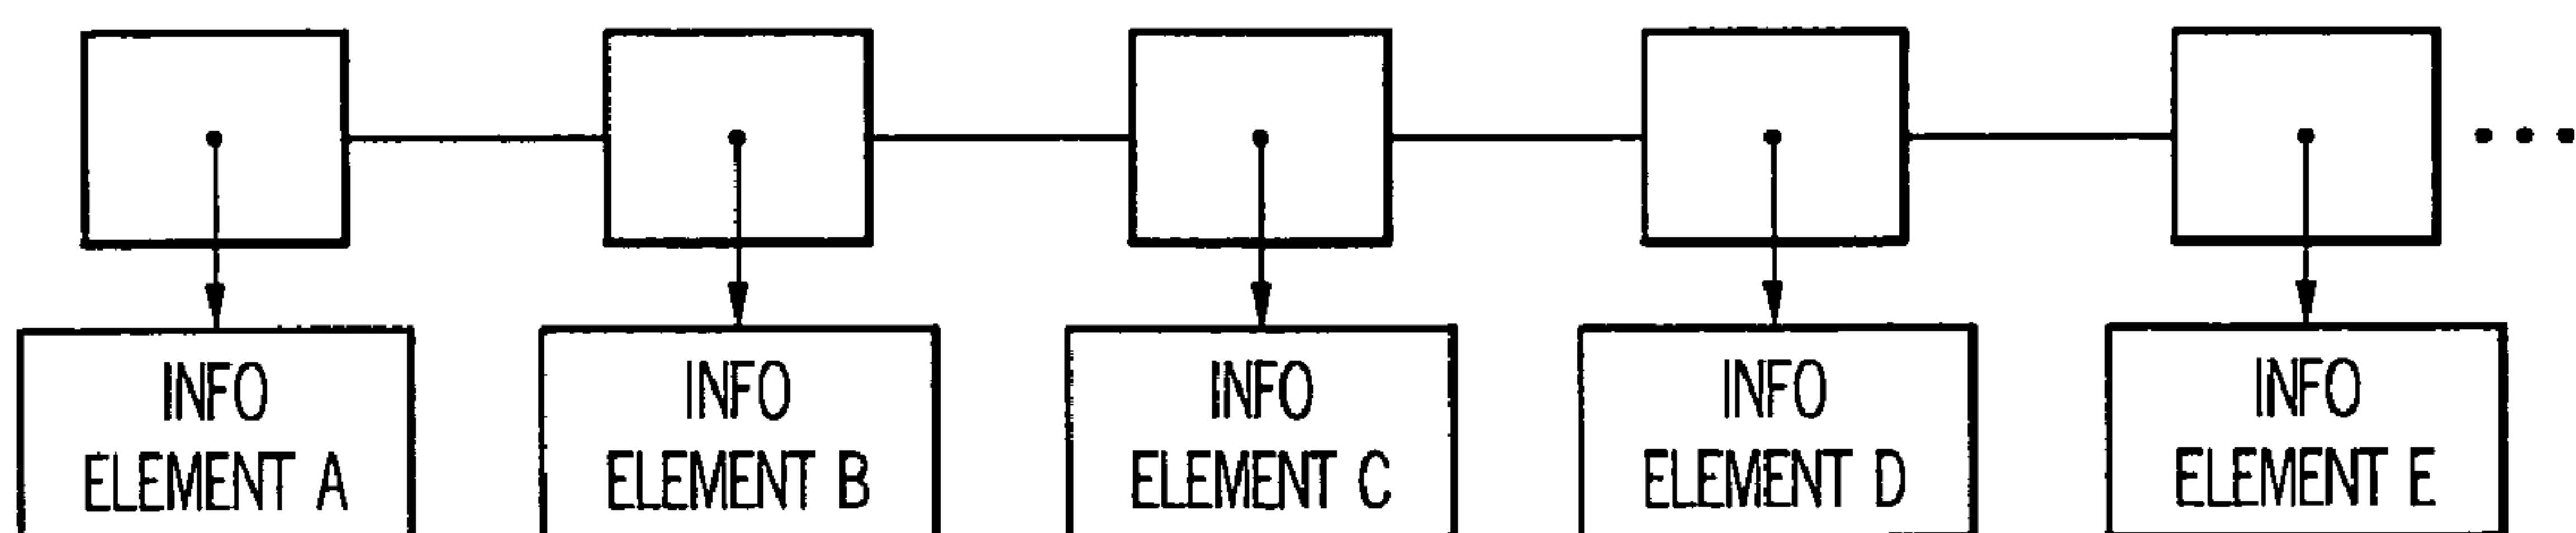 INFO
ELEMENT A
INFO
ELEMENT B
INFO
ELEMENT C
INFO
ELEMENT D
INFO
ELEMENT E